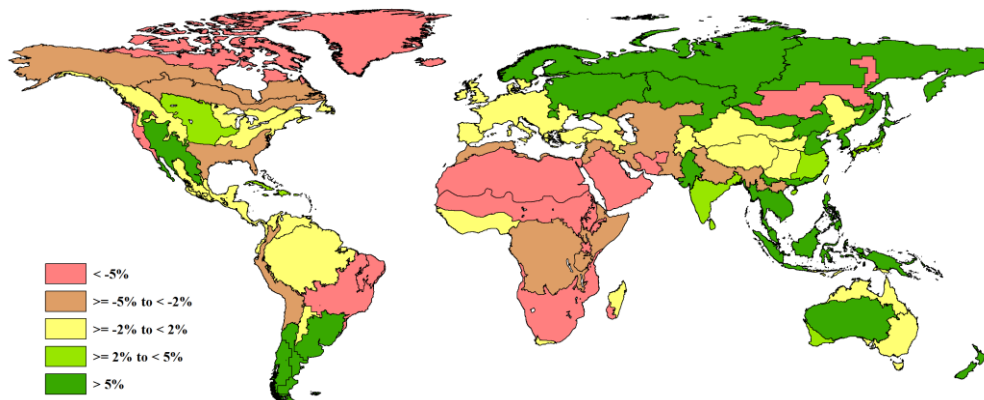 < -5%
>= -5% to < -2%
>= -2% to < 2%
>= 2% to < 5%
> 5%